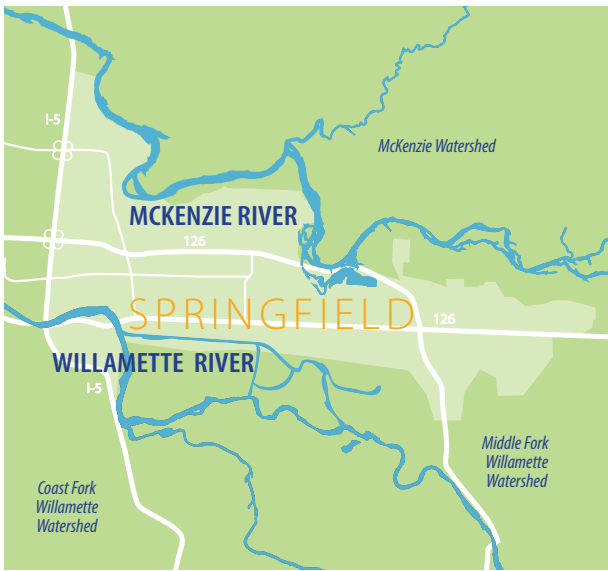 I-5
McKenzie Watershed
MCKENZIE RIVER
126
SPRINGFIELD
126
WILLAMETTE RIVER
I-5
Middle Fork
Willamette
Watershed
Coast Fork
Willamette
Watershed